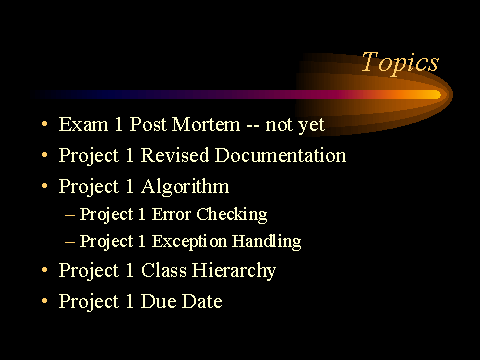 Topics
• Exam 1 Post Mortem -- not yet
• Project 1 Revised Documentation
• Project 1 Algorithm
– Project 1 Error Checking
– Project 1 Exception Handling
• Project 1 Class Hierarchy
• Project 1 Due Date